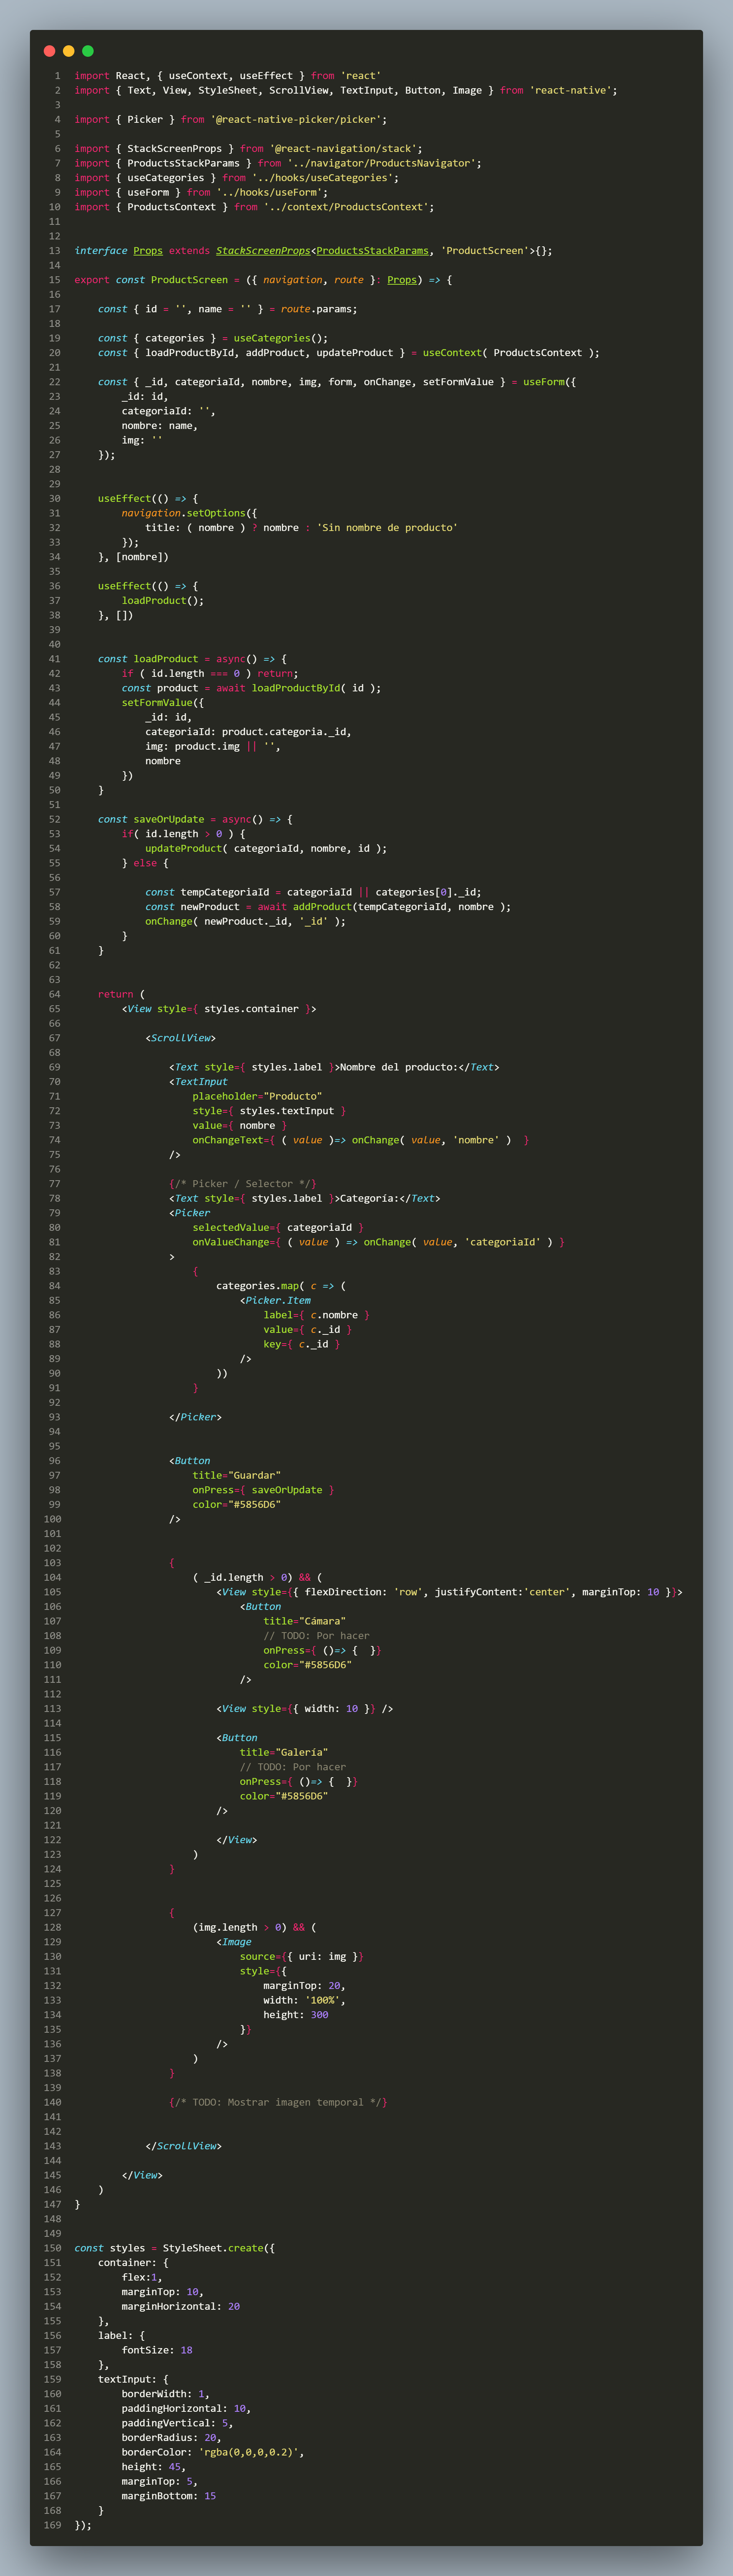 1 import React, { useContext, useEffect } from 'react'
2 import { Text, View, StyleSheet, ScrollView, TextInput, Button, Image } from 'react-native';
3
4 import { Picker } from '@react-native-picker/picker';
5
6 import { StackScreenProps } from '@react-navigation/stack';
7 import { ProductsStackParams } from '../navigator/ProductsNavigator';
8 import { useCategories } from '../hooks/useCategories';
9 import { useForm } from '../hooks/useForm';
10 import { ProductsContext } from '../context/ProductsContext';
11
12
13 interface Props extends StackScreenProps<ProductsStackParams, 'ProductScreen'>{};
14
15 export const ProductScreen = ({ navigation, route }: Props) => {
16
17     const { id = '', name = '' } = route.params;
18
19     const { categories } = useCategories();
20     const { loadProductById, addProduct, updateProduct } = useContext( ProductsContext );
21
22     const { _id, categoriaId, nombre, img, form, onChange, setFormValue } = useForm({
23         _id: id,
24         categoriaId: '',
25         nombre: name,
26         img: ''
27     });
28
29
30     useEffect(() => {
31         navigation.setOptions({
32             title: ( nombre ) ? nombre : 'Sin nombre de producto'
33         });
34     }, [nombre])
35
36     useEffect(() => {
37         loadProduct();
38     }, [])
39
40
41     const loadProduct = async() => {
42         if ( id.length === 0 ) return;
43         const product = await loadProductById( id );
44         setFormValue({
45             _id: id,
46             categoriaId: product.categoria._id,
47             img: product.img || '',
48             nombre
49         })
50     }
51
52     const saveOrUpdate = async() => {
53         if( id.length > 0 ) {
54             updateProduct( categoriaId, nombre, id );
55         } else {
56
57             const tempCategoriaId = categoriaId || categories[0]._id;
58             const newProduct = await addProduct(tempCategoriaId, nombre );
59             onChange( newProduct._id, '_id' );
60         }
61     }
62
63
64     return (
65         <View style={ styles.container }>
66
67             <ScrollView>
68
69                 <Text style={ styles.label }>Nombre del producto:</Text>
70                 <TextInput
71                     placeholder="Producto"
72                     style={ styles.textInput }
73                     value={ nombre }
74                     onChangeText={ ( value )=> onChange( value, 'nombre' )  }
75                 />
76
77                 {/* Picker / Selector */}
78                 <Text style={ styles.label }>Categoría:</Text>
79                 <Picker
80                     selectedValue={ categoriaId }
81                     onValueChange={ ( value ) => onChange( value, 'categoriaId' ) }
82                 >
83                     {
84                         categories.map( c => (
85                             <Picker.Item
86                                 label={ c.nombre }
87                                 value={ c._id }
88                                 key={ c._id }
89                             />
90                         ))
91                     }
92
93                 </Picker>
94
95
96                 <Button
97                     title="Guardar"
98                     onPress={ saveOrUpdate }
99                     color="#5856D6"
100                 />
101
102
103                 {
104                     ( _id.length > 0) && (
105                         <View style={{ flexDirection: 'row', justifyContent:'center', marginTop: 10 }}>
106                             <Button
107                                 title="Cámara"
108                                 // TODO: Por hacer
109                                 onPress={ ()=> {  }}
110                                 color="#5856D6"
111                             />
112
113                         <View style={{ width: 10 }} />
114
115                         <Button
116                             title="Galería"
117                             // TODO: Por hacer
118                             onPress={ ()=> {  }}
119                             color="#5856D6"
120                         />
121
122                         </View>
123                     )
124                 }
125
126
127                 {
128                     (img.length > 0) && (
129                         <Image
130                             source={{ uri: img }}
131                             style={{
132                                 marginTop: 20,
133                                 width: '100%',
134                                 height: 300
135                             }}
136                         />
137                     )
138                 }
139
140                 {/* TODO: Mostrar imagen temporal */}
141
142
143             </ScrollView>
144
145         </View>
146     )
147 }
148
149
150 const styles = StyleSheet.create({
151     container: {
152         flex:1,
153         marginTop: 10,
154         marginHorizontal: 20
155     },
156     label: {
157         fontSize: 18
158     },
159     textInput: {
160         borderWidth: 1,
161         paddingHorizontal: 10,
162         paddingVertical: 5,
163         borderRadius: 20,
164         borderColor: 'rgba(0,0,0,0.2)',
165         height: 45,
166         marginTop: 5,
167         marginBottom: 15
168     }
169 });